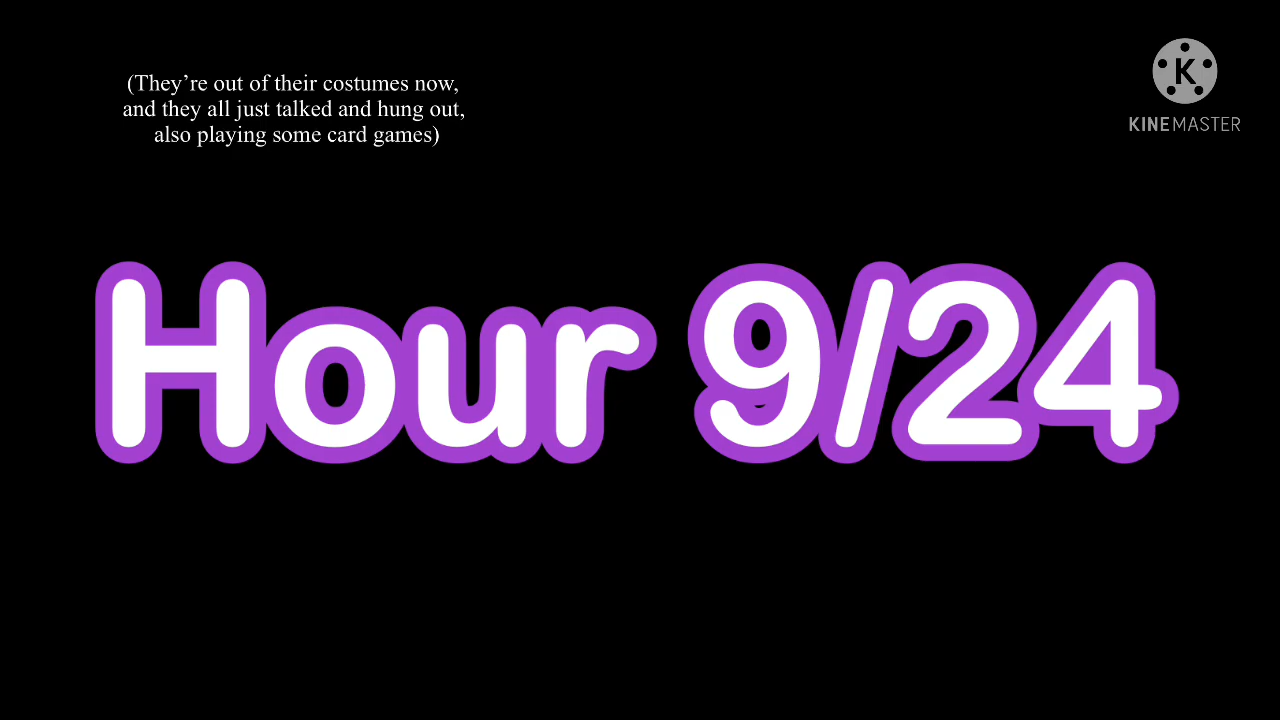 (They’re out of their costumes now,
and they all just talked and hung out,
also playing some card games)
K
KINEMASTER
Hour 9/24